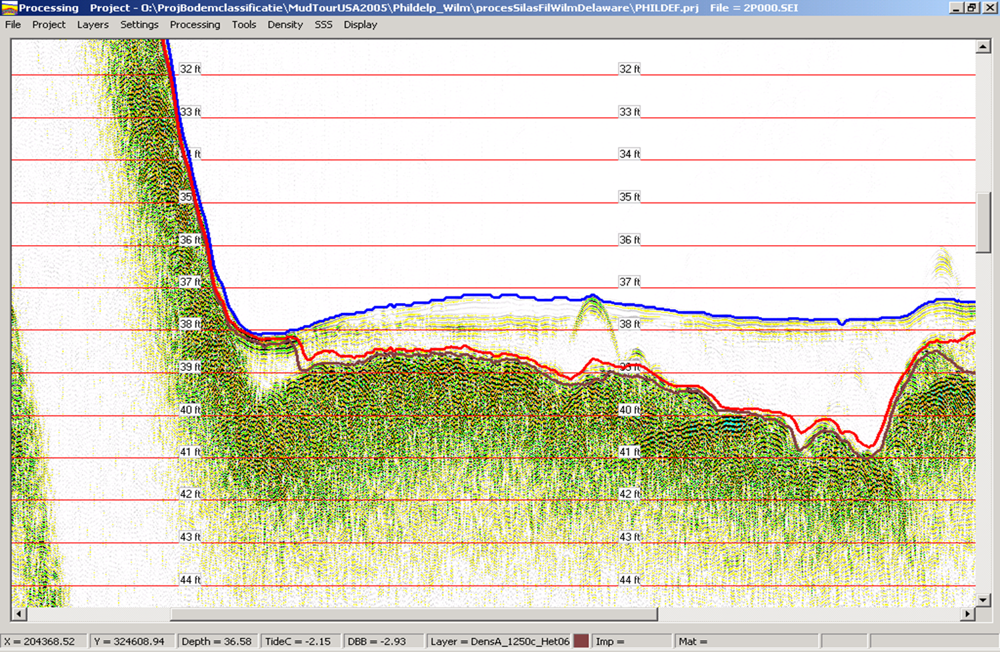 Processing Project - O:\ProjBodemclassificatie\MudTourUSA2005\Phildelp_Wilm\procesSilasFilWilmDelaware\PHILDEF.prj File = 2P000.SEI
File Project Layers Settings Processing Tools Density SSS Display
32 ft 32 ft
33 ft 33 ft
ft 34 ft
35 35 ft
36 ft 36 ft
37 ft 37 ft
38 ft 38 ft
39 ft 39 ft
40 ft 40 ft
41 ft 41 ft
42 ft 42 ft
43 ft 43 ft
44 ft 44 ft
X = 204368.52 Y = 324608.94 Depth = 36.58 TideC = -2.15 DBB = -2.93 Layer = DensA_1250c_Het06 Imp = Mat =